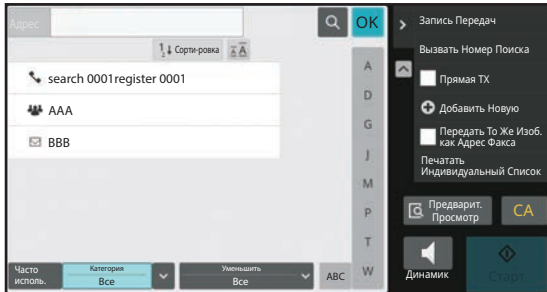 Адрес
OK
1 2 Сорти-ровка
A A
search 0001register 0001
AAA
BBB
A
D
G
J
M
P
T
W
Часто
исполь.
Категория
Все
Уменьшить
Все
ABC
Запись Передач
Вызвать Номер Поиска
Прямая TX
Добавить Новую
Передать То Же Изоб.
как Адрес Факса
Печатать
Индивидуальный Список
Предварит.
Просмотр
CA
Динамик
Старт